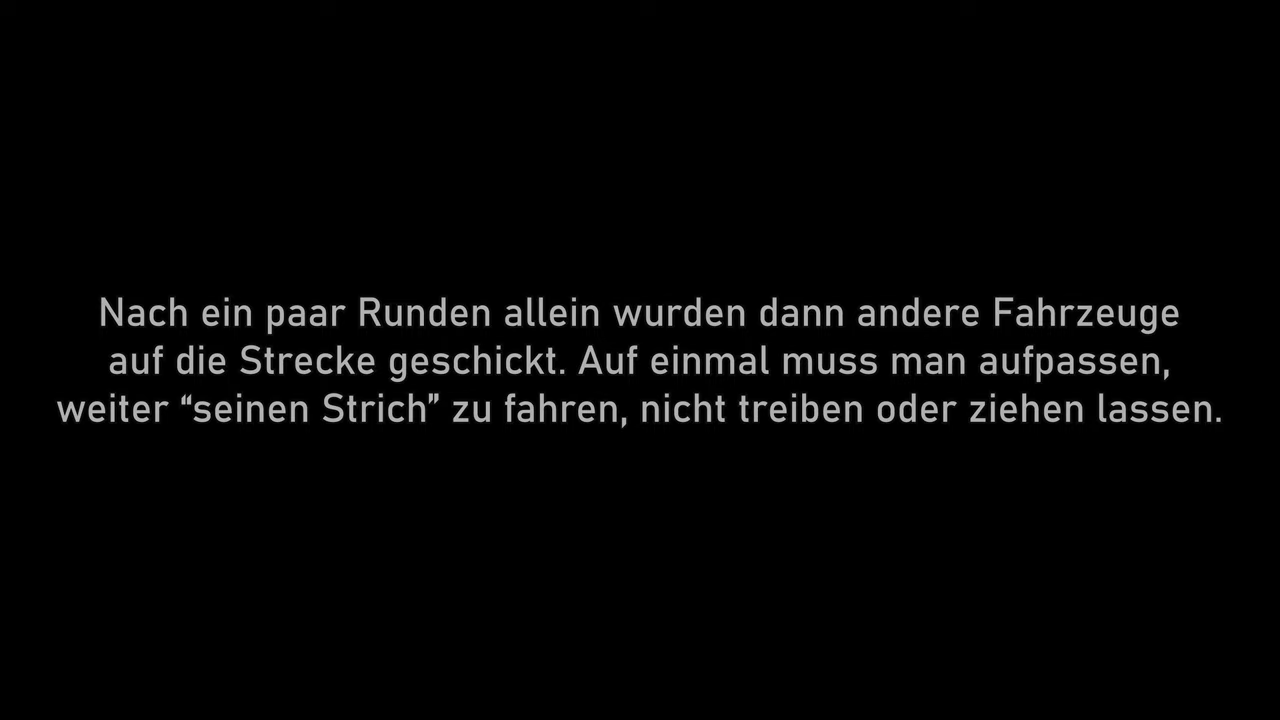 Nach ein paar Runden allein wurden dann andere Fahrzeuge
auf die Strecke geschickt. Auf einmal muss man aufpassen,
weiter “seinen Strich” zu fahren, nicht treiben oder ziehen lassen.